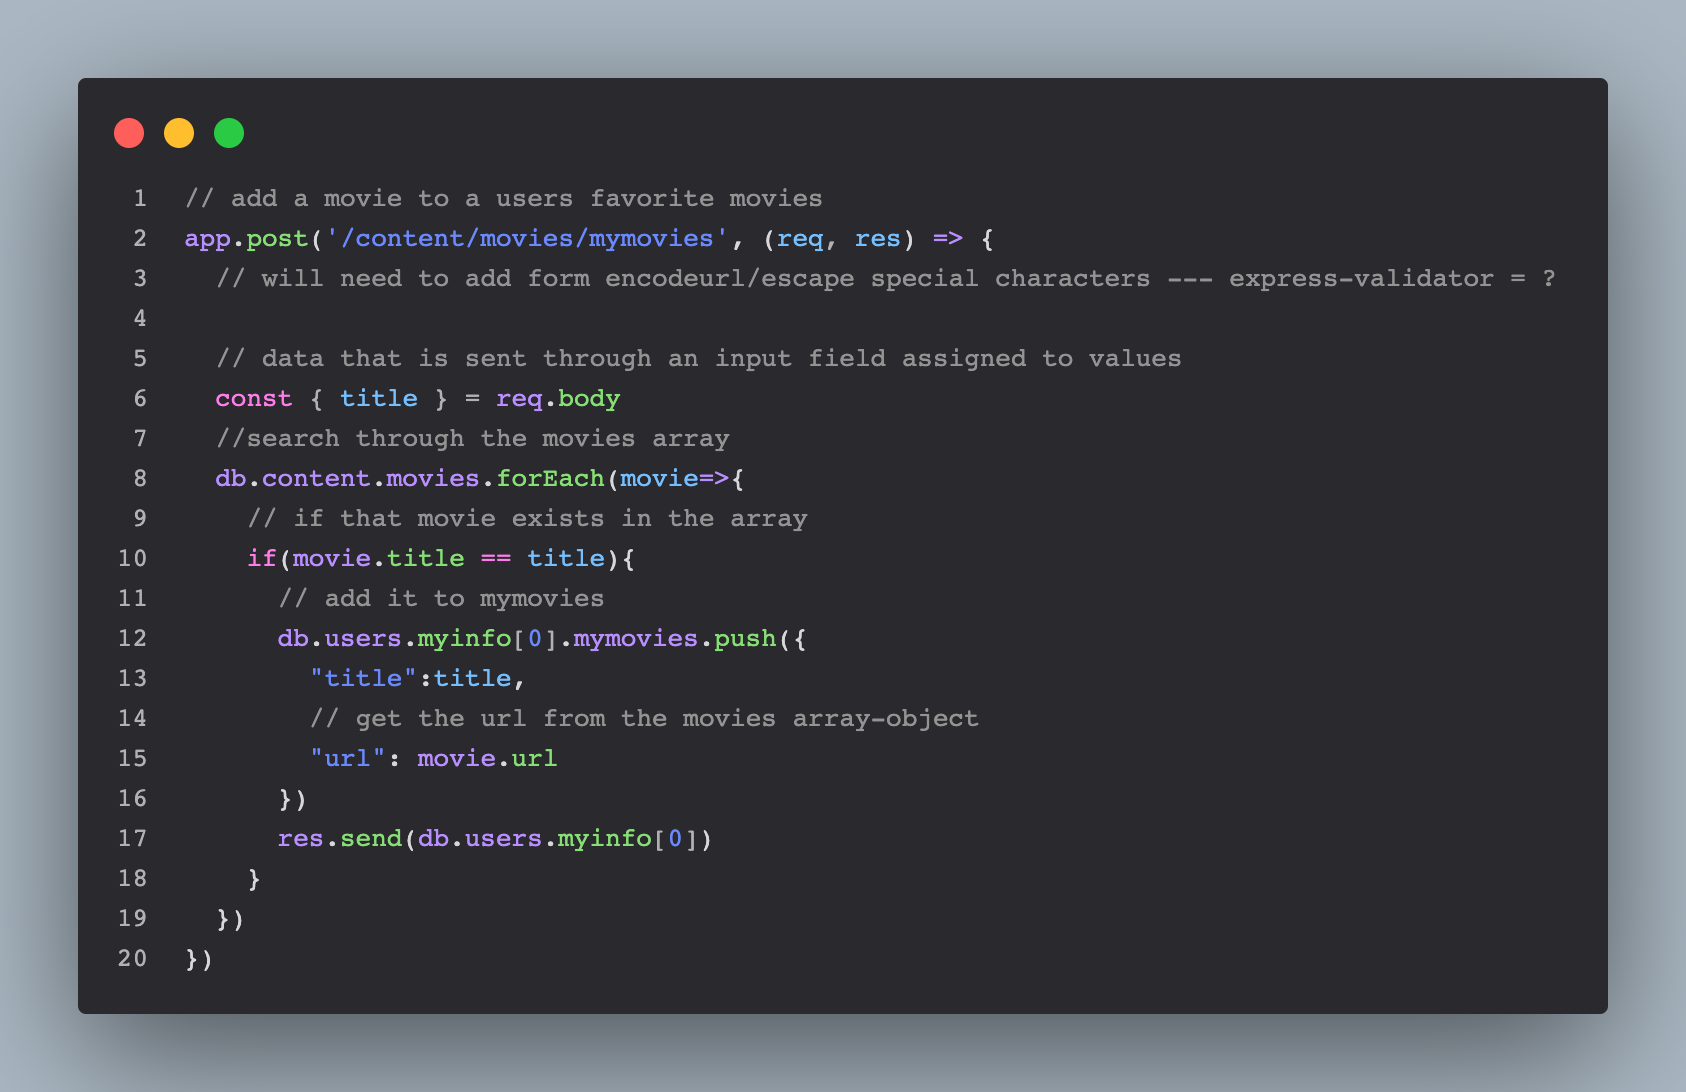 1 // add a movie to a users favorite movies
2 app.post('/content/movies/mymovies', (req, res) => {
3   // will need to add form encodeurl/escape special characters --- express-validator = ?
4
5   // data that is sent through an input field assigned to values
6   const { title } = req.body
7   //search through the movies array
8   db.content.movies.forEach(movie=>{
9     // if that movie exists in the array
10     if(movie.title == title){
11       // add it to mymovies
12       db.users.myinfo[0].mymovies.push({
13         "title":title,
14         // get the url from the movies array-object
15         "url": movie.url
16       })
17       res.send(db.users.myinfo[0])
18     }
19   })
20 })